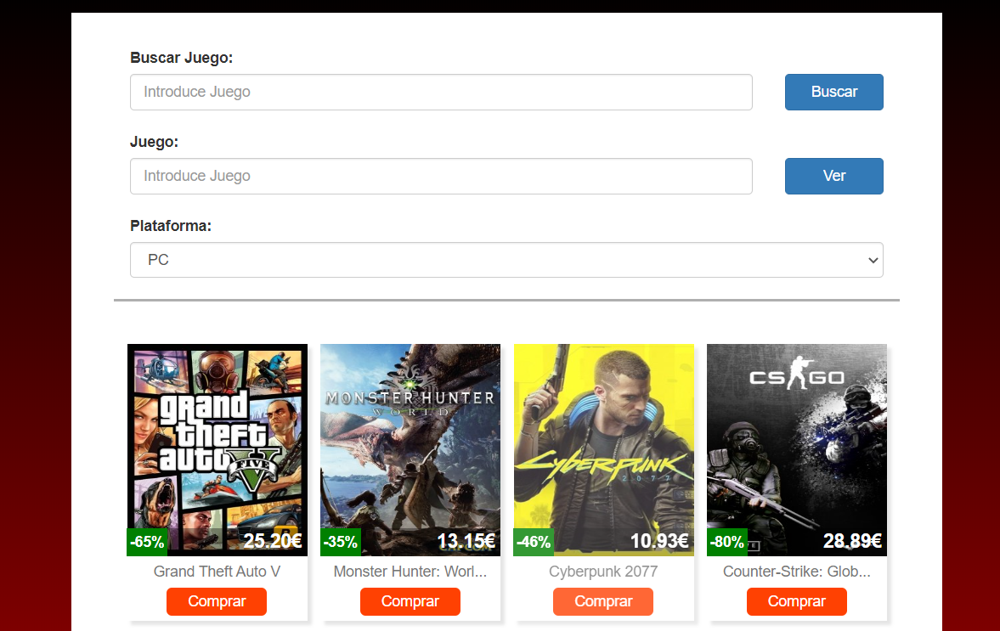 Buscar Juego:
Introduce Juego
Buscar
Juego:
Introduce Juego
Ver
Plataforma:
PC
grand
theft
auto
FIVE
V
-65%
25.20€
Grand Theft Auto V
Comprar
MONSTER HUNTER
WORLD
CAPCOM
-35%
13.15€
Monster Hunter: Worl...
Comprar
CYBERPUNK
2077
-46%
10.93€
Cyberpunk 2077
Comprar
CS GO
-80%
28.89€
Counter-Strike: Glob...
Comprar